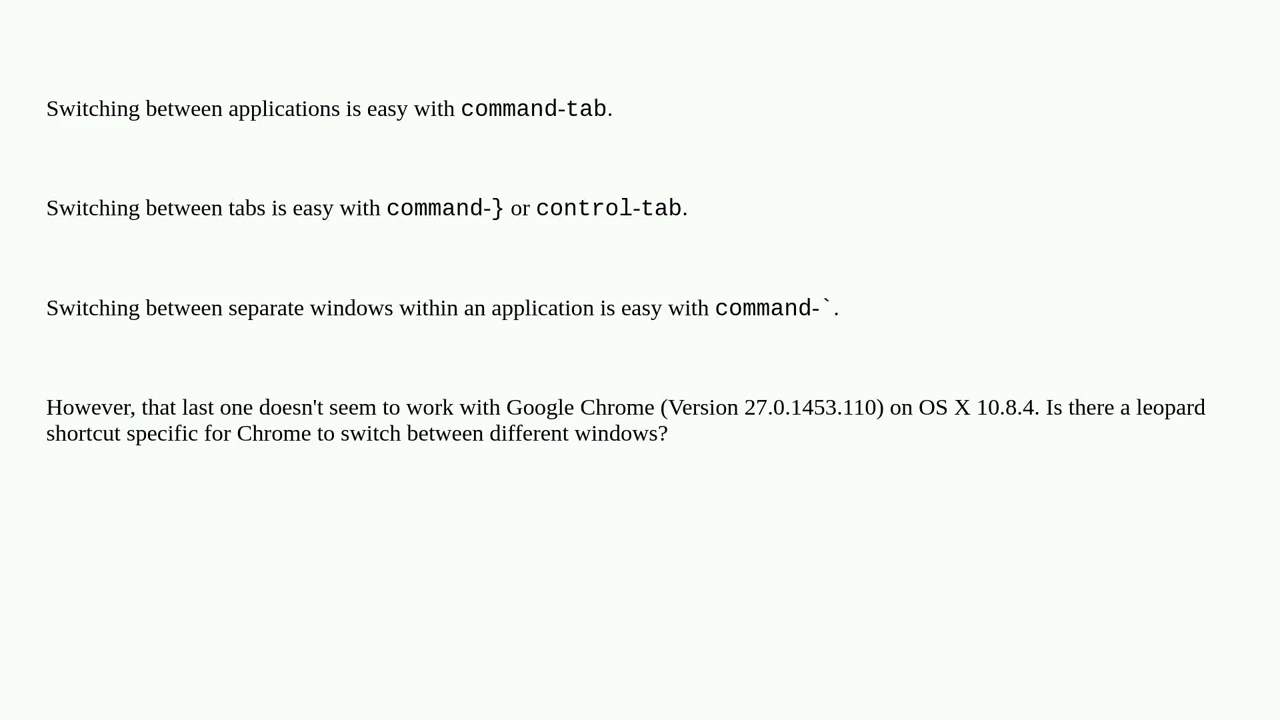 Switching between applications is easy with command-tab.
Switching between tabs is easy with command-} or control-tab.
Switching between separate windows within an application is easy with command-`.
However, that last one doesn't seem to work with Google Chrome (Version 27.0.1453.110) on OS X 10.8.4. Is there a leopard
shortcut specific for Chrome to switch between different windows?